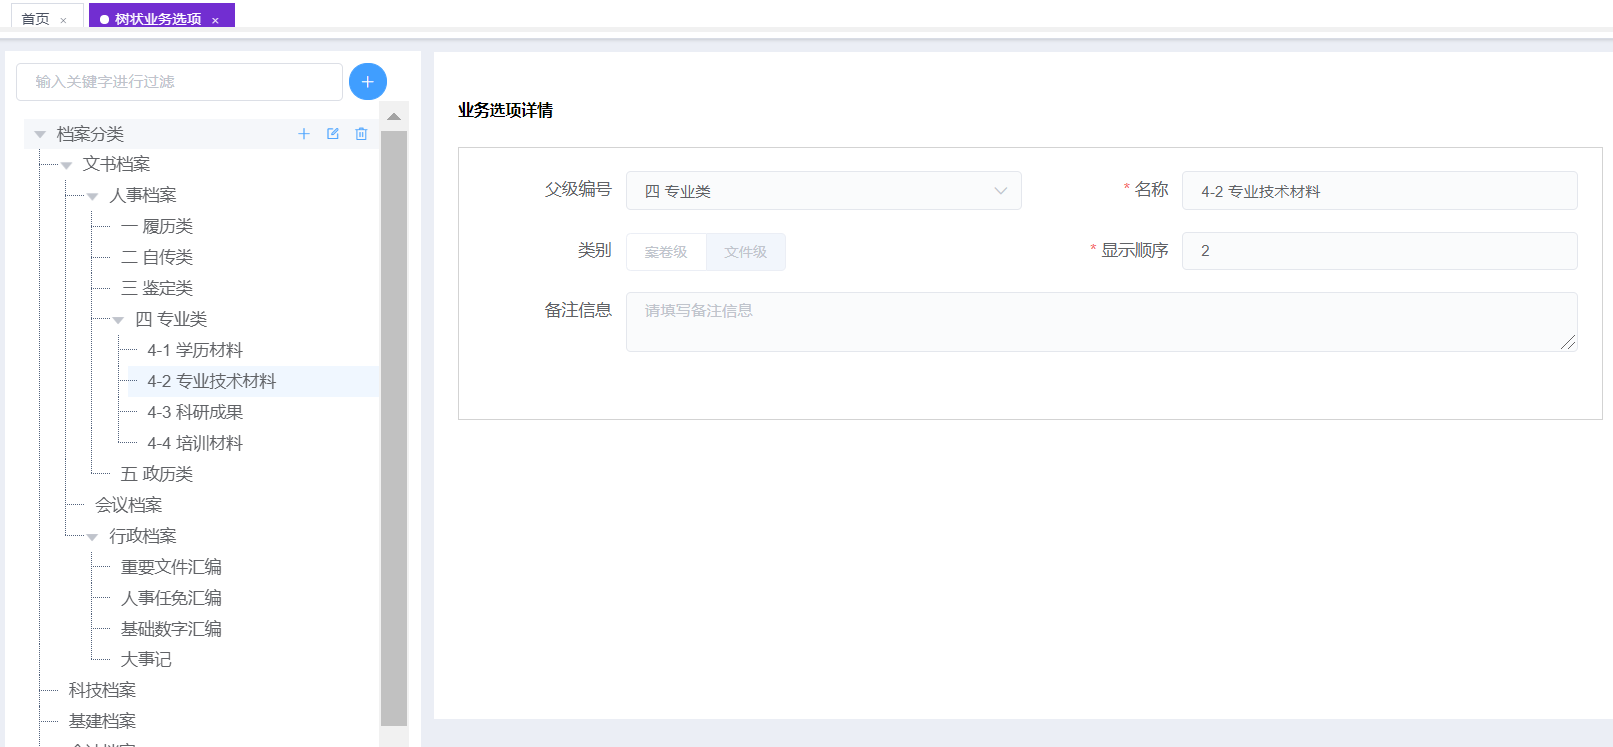 首页 ×
树状业务选项 ×
输入关键字进行过滤
档案分类
文书档案
人事档案
一 履历类
二 自传类
三 鉴定类
四 专业类
4-1 学历材料
4-2 专业技术材料
4-3 科研成果
4-4 培训材料
五 政历类
会议档案
行政档案
重要文件汇编
人事任免汇编
基础数字汇编
大事记
科技档案
基建档案
业务选项详情
父级编号 四 专业类
* 名称 4-2 专业技术材料
类别 案卷级 文件级
* 显示顺序 2
备注信息 请填写备注信息